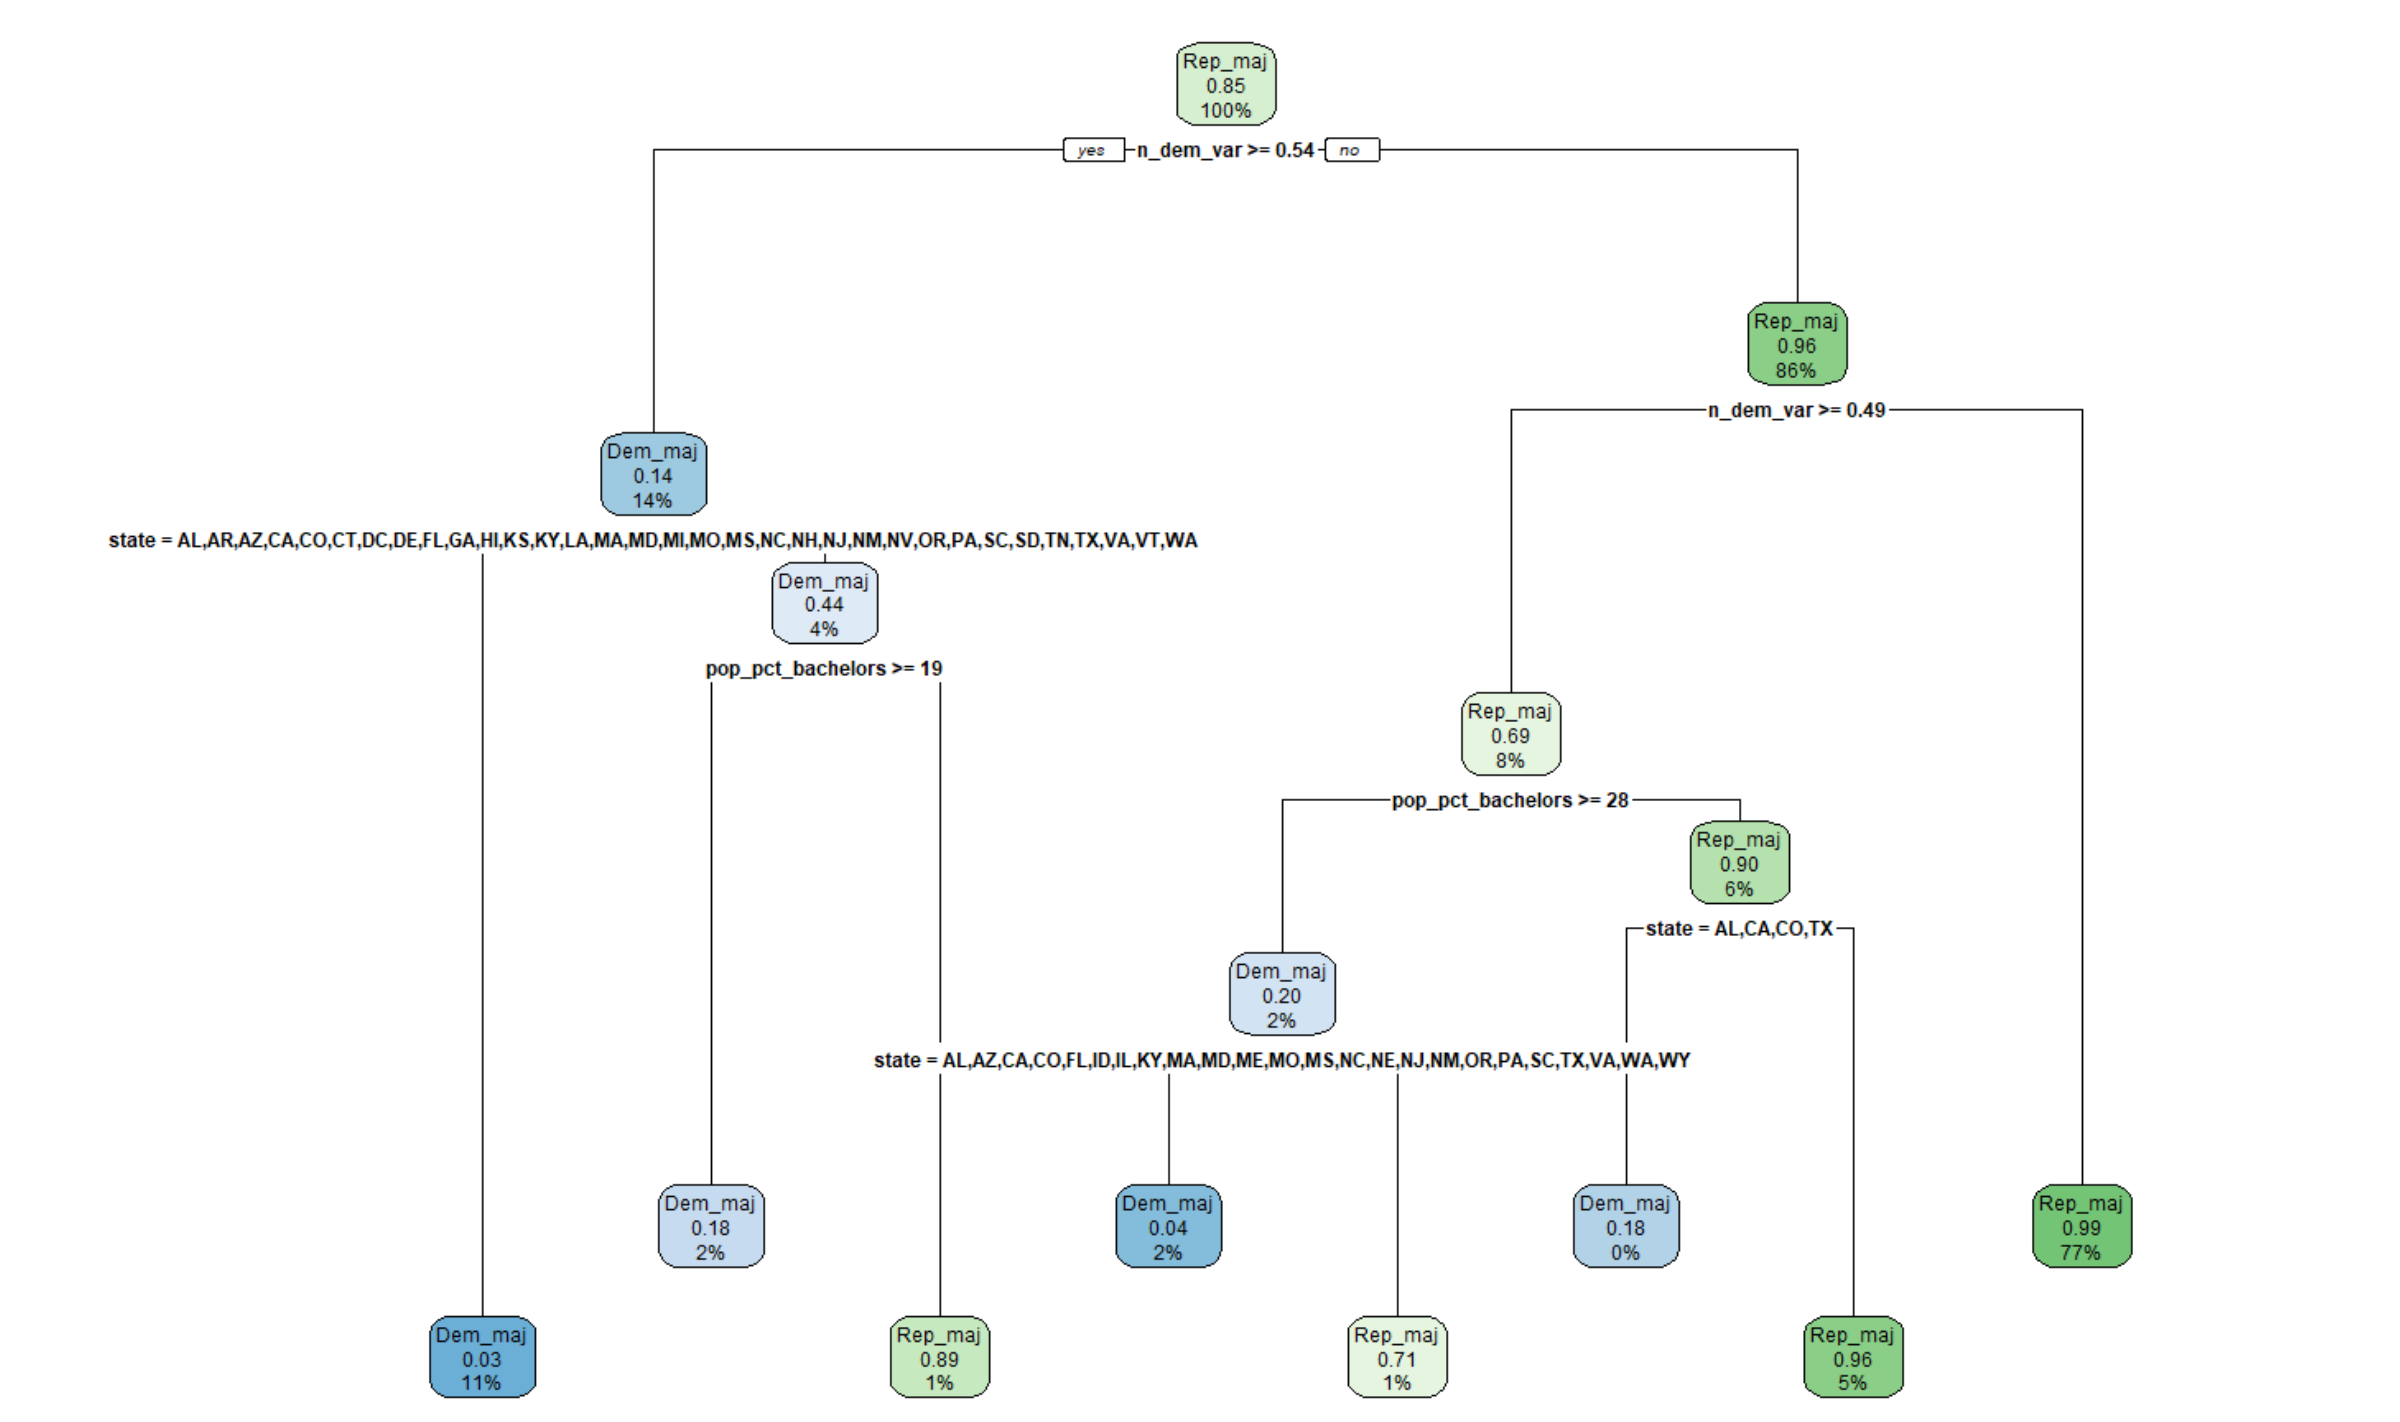 Rep_maj
0.85
100%
yes n_dem_var >= 0.54 no
Rep_maj
0.96
86%
n_dem_var >= 0.49
Dem_maj
0.14
14%
state = AL,AR,AZ,CA,CO,CT,DC,DE,FL,GA,HI,KS,KY,LA,MA,MD,MI,MO,MS,NC,NH,NJ,NM,NV,OR,PA,SC,SD,TN,TX,VA,VT,WA
Dem_maj
0.44
4%
pop_pct_bachelors >= 19
Rep_maj
0.69
8%
pop_pct_bachelors >= 28
Rep_maj
0.90
6%
state = AL,CA,CO,TX
Dem_maj
0.20
2%
state = AL,AZ,CA,CO,FL,ID,IL,KY,MA,MD,ME,MO,MS,NC,NE,NJ,NM,OR,PA,SC,TX,VA,WA,WY
Dem_maj
0.18
2%
Dem_maj
0.04
2%
Dem_maj
0.18
0%
Rep_maj
0.99
77%
Dem_maj
0.03
11%
Rep_maj
0.89
1%
Rep_maj
0.71
1%
Rep_maj
0.96
5%